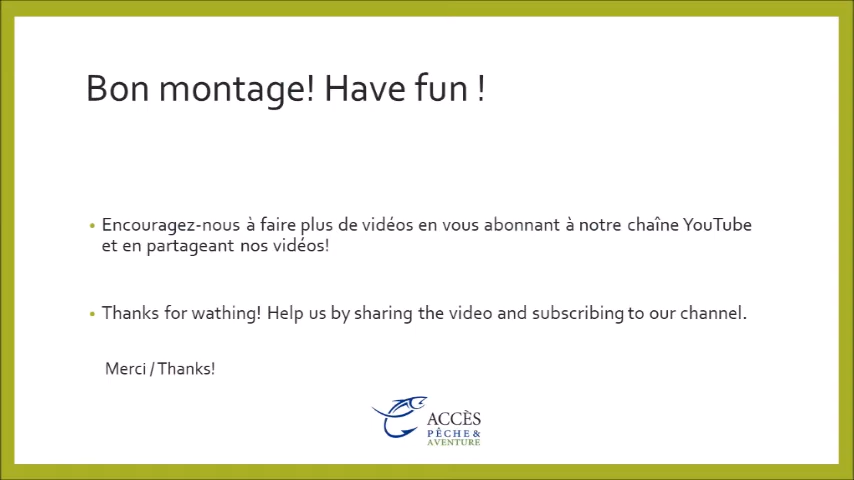 Bon montage! Have fun !
• Encouragez-nous à faire plus de vidéos en vous abonnant à notre chaîne YouTube
et en partageant nos vidéos!
• Thanks for wathing! Help us by sharing the video and subscribing to our channel.
Merci / Thanks!
ACCÈS
PÊCHE &
AVENTURE